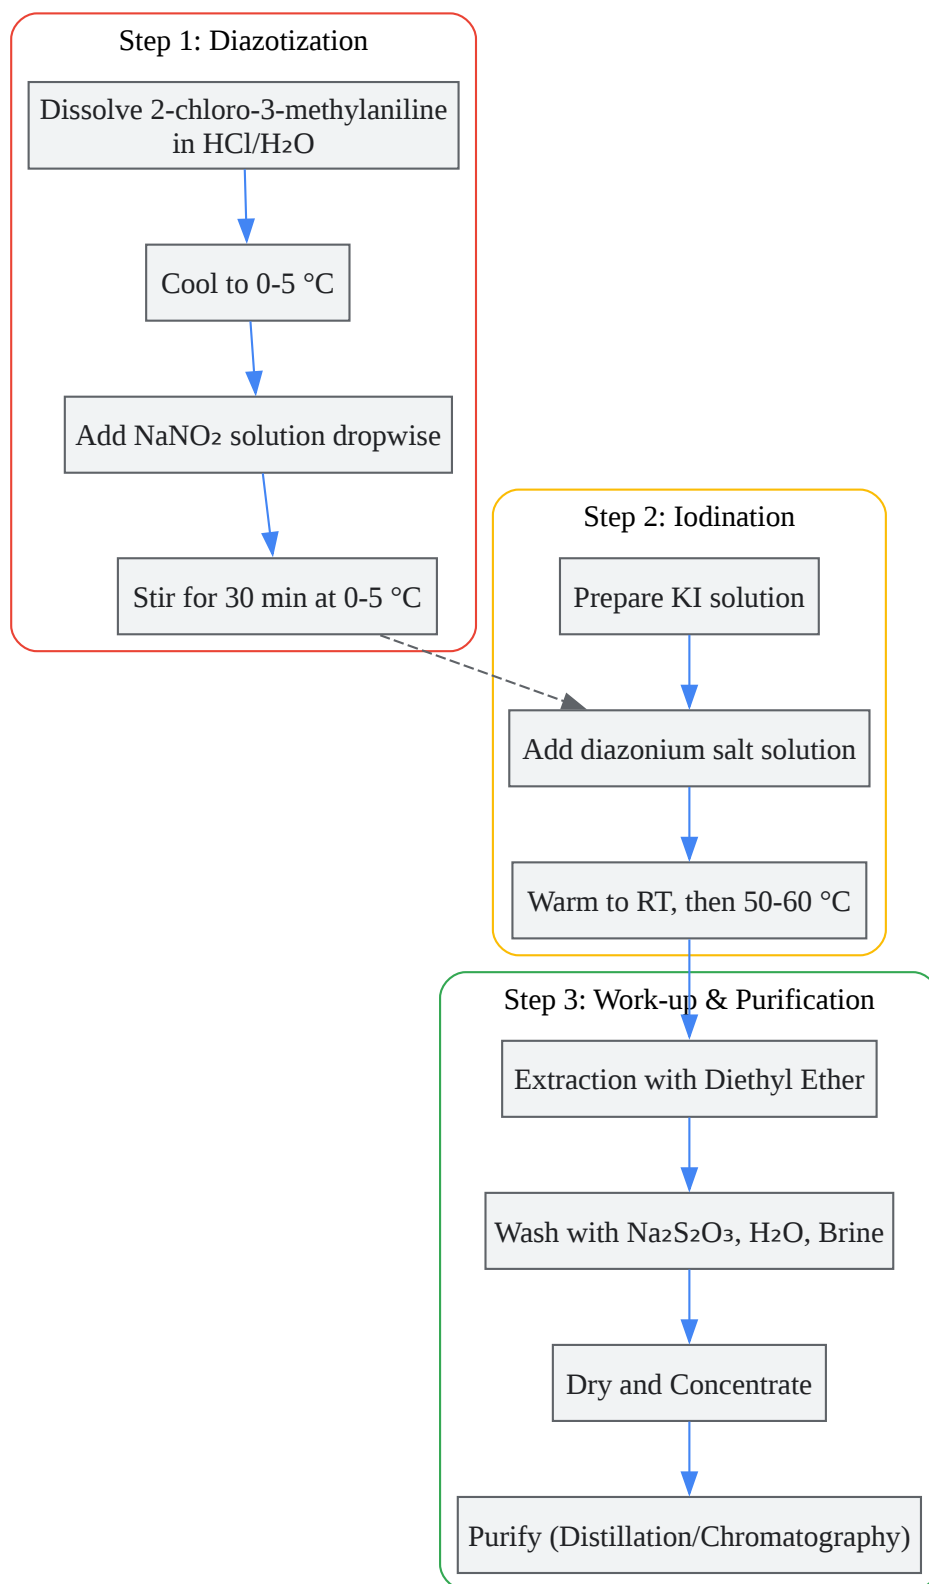 Step 1: Diazotization
Dissolve 2-chloro-3-methylaniline
in HCl/H₂O
Cool to 0-5 °C
Add NaNO₂ solution dropwise
Stir for 30 min at 0-5 °C
Step 2: Iodination
Prepare KI solution
Add diazonium salt solution
Warm to RT, then 50-60 °C
Step 3: Work-up & Purification
Extraction with Diethyl Ether
Wash with Na₂S₂O₃, H₂O, Brine
Dry and Concentrate
Purify (Distillation/Chromatography)